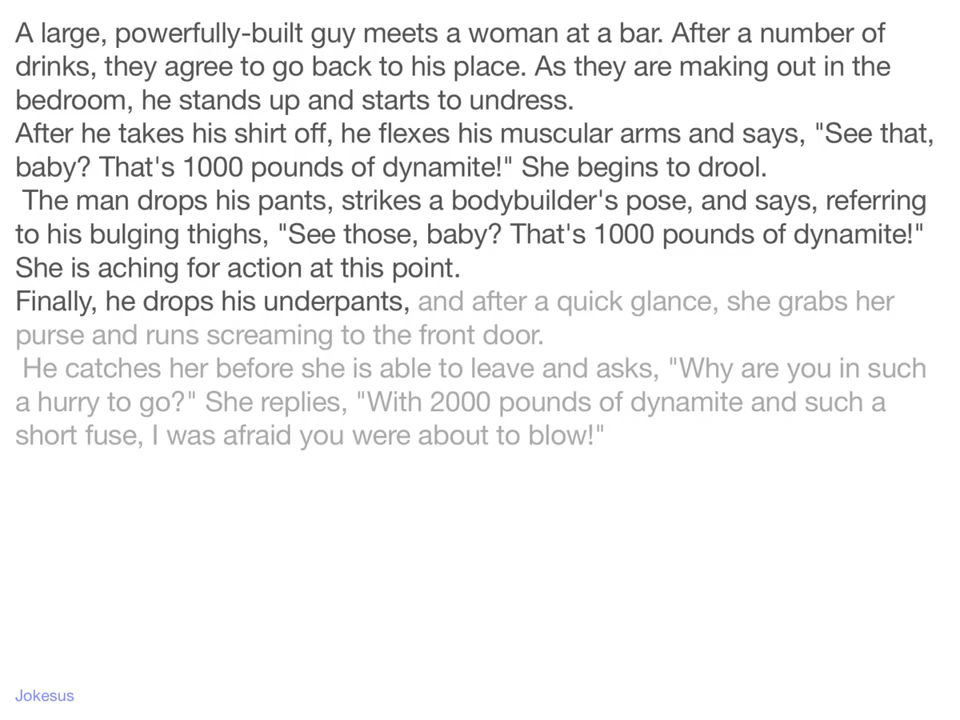 A large, powerfully-built guy meets a woman at a bar. After a number of
drinks, they agree to go back to his place. As they are making out in the
bedroom, he stands up and starts to undress.
After he takes his shirt off, he flexes his muscular arms and says, "See that,
baby? That's 1000 pounds of dynamite!" She begins to drool.
The man drops his pants, strikes a bodybuilder's pose, and says, referring
to his bulging thighs, "See those, baby? That's 1000 pounds of dynamite!"
She is aching for action at this point.
Finally, he drops his underpants, and after a quick glance, she grabs her
purse and runs screaming to the front door.
He catches her before she is able to leave and asks, "Why are you in such
a hurry to go?" She replies, "With 2000 pounds of dynamite and such a
short fuse, I was afraid you were about to blow!"
Jokesus